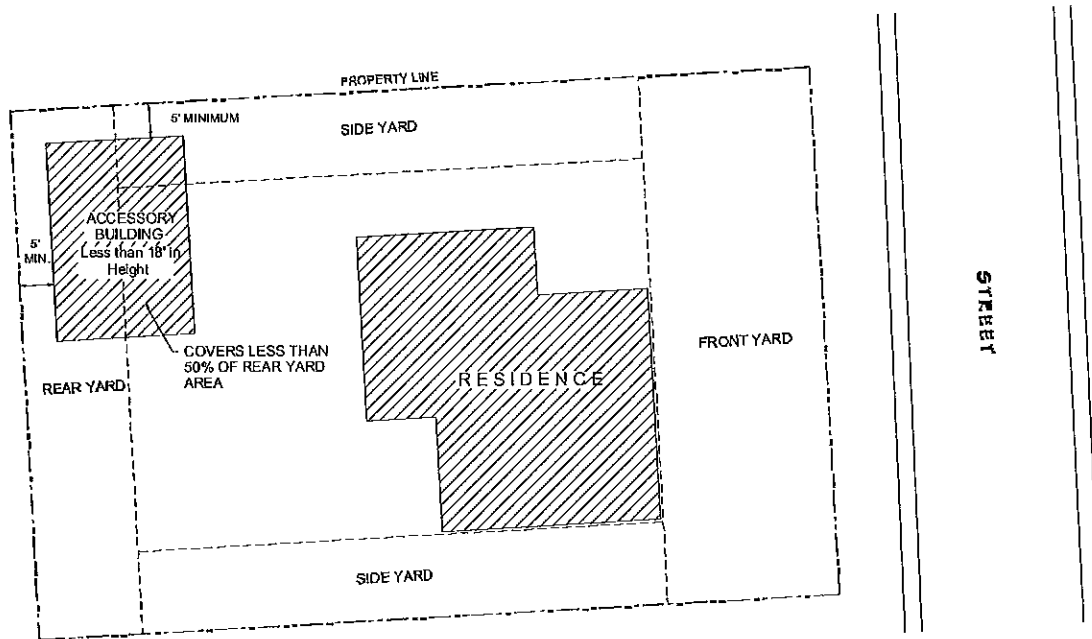 PROPERTY LINE
5' MINIMUM
SIDE YARD
ACCESSORY
BUILDING
Less than 18' in
Height
5'
MIN.
COVERS LESS THAN
50% OF REAR YARD
AREA
REAR YARD
RESIDENCE
FRONT YARD
STREET
SIDE YARD